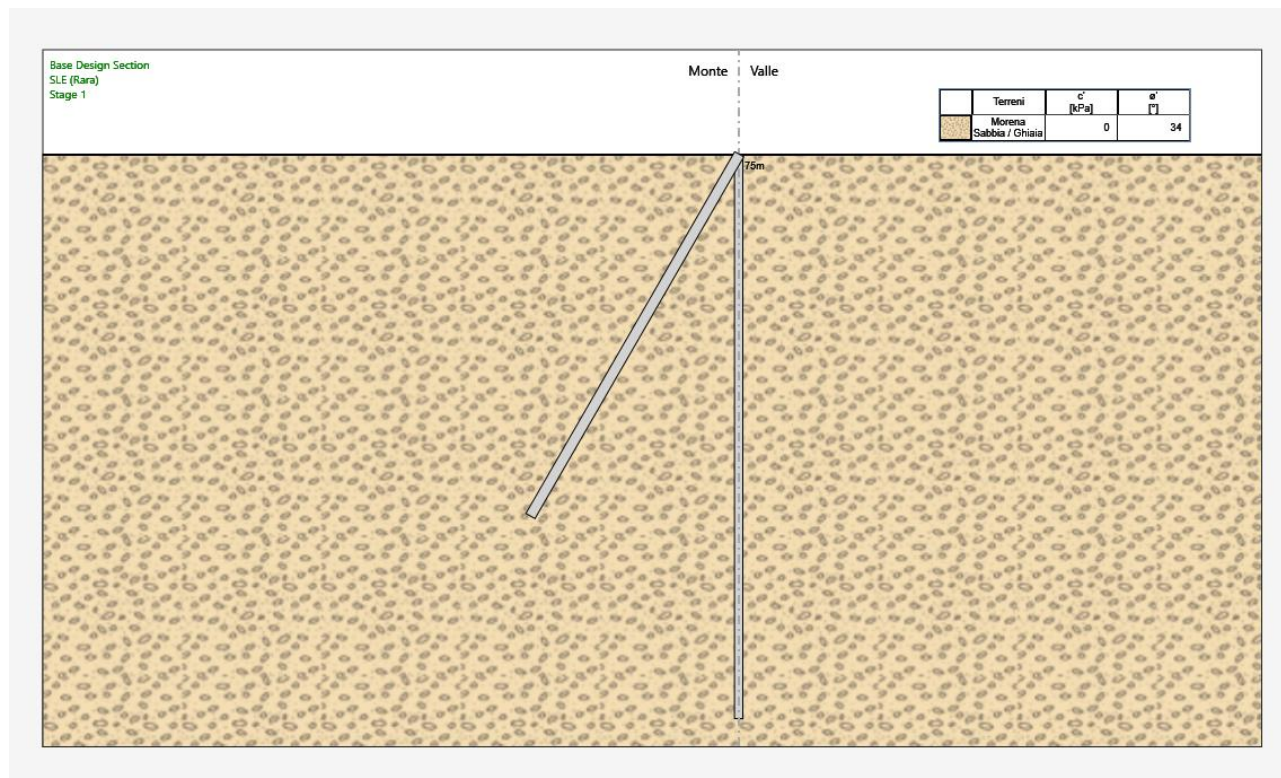 Base Design Section
SLE (Rara)
Stage 1
Monte Valle
Terreni c' [kPa] ø' [°]
Morena Sabbia / Ghiaia 0 34
75m